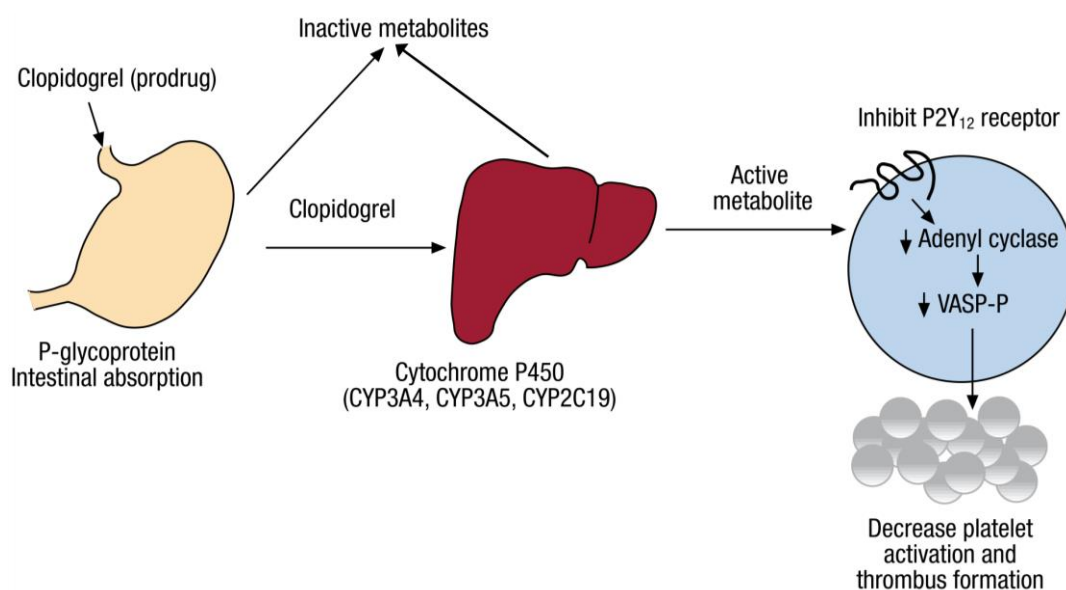 Inactive metabolites
Clopidogrel (prodrug)
Inhibit P2Y₁₂ receptor
Clopidogrel
Active
metabolite
Adenyl cyclase
VASP-P
P-glycoprotein
Intestinal absorption
Cytochrome P450
(CYP3A4, CYP3A5, CYP2C19)
Decrease platelet
activation and
thrombus formation